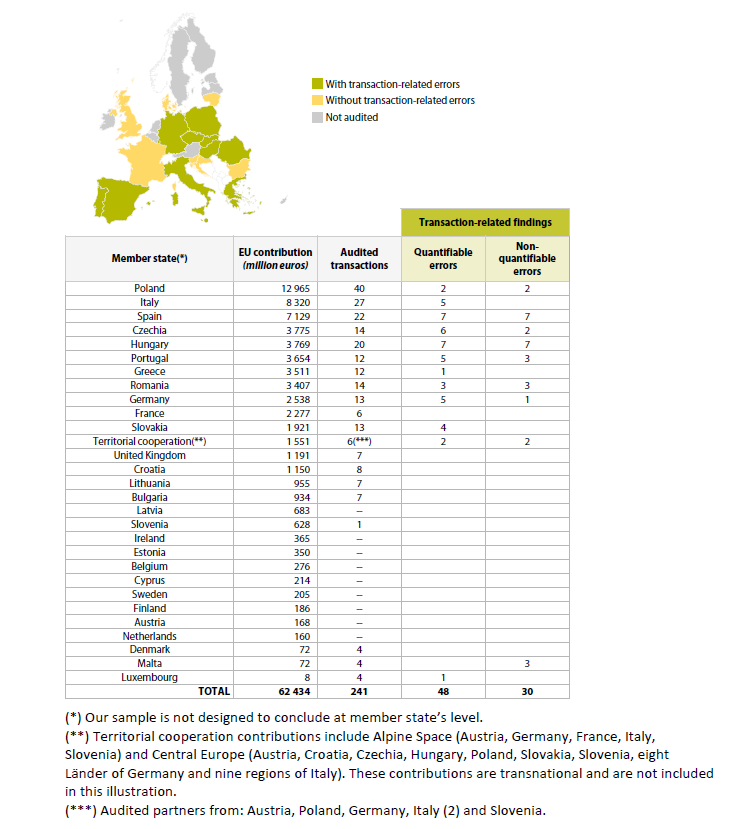 With transaction-related errors
Without transaction-related errors
Not audited
Transaction-related findings
Member state(*) EU contribution (million euros) Audited transactions Quantifiable errors Non-quantifiable errors
Poland 12 965 40 2 2
Italy 8 320 27 5
Spain 7 129 22 7 7
Czechia 3 775 14 6 2
Hungary 3 769 20 7 7
Portugal 3 654 12 5 3
Greece 3 511 12 1
Romania 3 407 14 3 3
Germany 2 538 13 5 1
France 2 277 6
Slovakia 1 921 13 4
Territorial cooperation(**) 1 551 6(***) 2 2
United Kingdom 1 191 7
Croatia 1 150 8
Lithuania 955 7
Bulgaria 934 7
Latvia 683 –
Slovenia 628 1
Ireland 365 –
Estonia 350 –
Belgium 276 –
Cyprus 214 –
Sweden 205 –
Finland 186 –
Austria 168 –
Netherlands 160 –
Denmark 72 4
Malta 72 4 3
Luxembourg 8 4 1
TOTAL 62 434 241 48 30
(*) Our sample is not designed to conclude at member state’s level.
(**) Territorial cooperation contributions include Alpine Space (Austria, Germany, France, Italy,
Slovenia) and Central Europe (Austria, Croatia, Czechia, Hungary, Poland, Slovakia, Slovenia, eight
Länder of Germany and nine regions of Italy). These contributions are transnational and are not included
in this illustration.
(***) Audited partners from: Austria, Poland, Germany, Italy (2) and Slovenia.